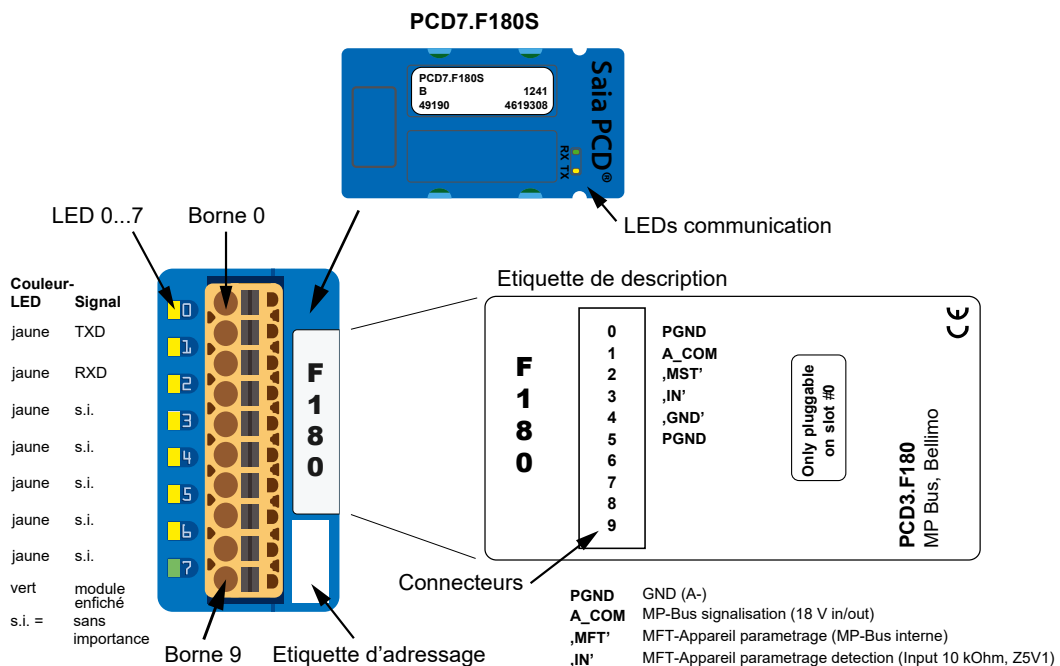 PCD7.F180S
PCD7.F180S
B 1241
49190 4619308
Saia PCD®
RX TX
LEDs communication
LED 0...7 Borne 0
Etiquette de description
Couleur-
LED Signal
jaune TXD
jaune RXD
jaune s.i.
jaune s.i.
jaune s.i.
jaune s.i.
jaune s.i.
vert module
enfiché
s.i. = sans
importance
0
1
2
3
4
5
6
7
F
1
8
0
F
1
8
0
0 PGND
1 A_COM
2 ‚MST’
3 ‚IN’
4 ‚GND’
5 PGND
6
7
8
9
Only pluggable
on slot #0
CE
PCD3.F180
MP Bus, Bellimo
Connecteurs
Borne 9 Etiquette d’adressage
PGND GND (A-)
A_COM MP-Bus signalisation (18 V in/out)
‚MFT’ MFT-Appareil parametrage (MP-Bus interne)
‚IN’ MFT-Appareil parametrage detection (Input 10 kOhm, Z5V1)